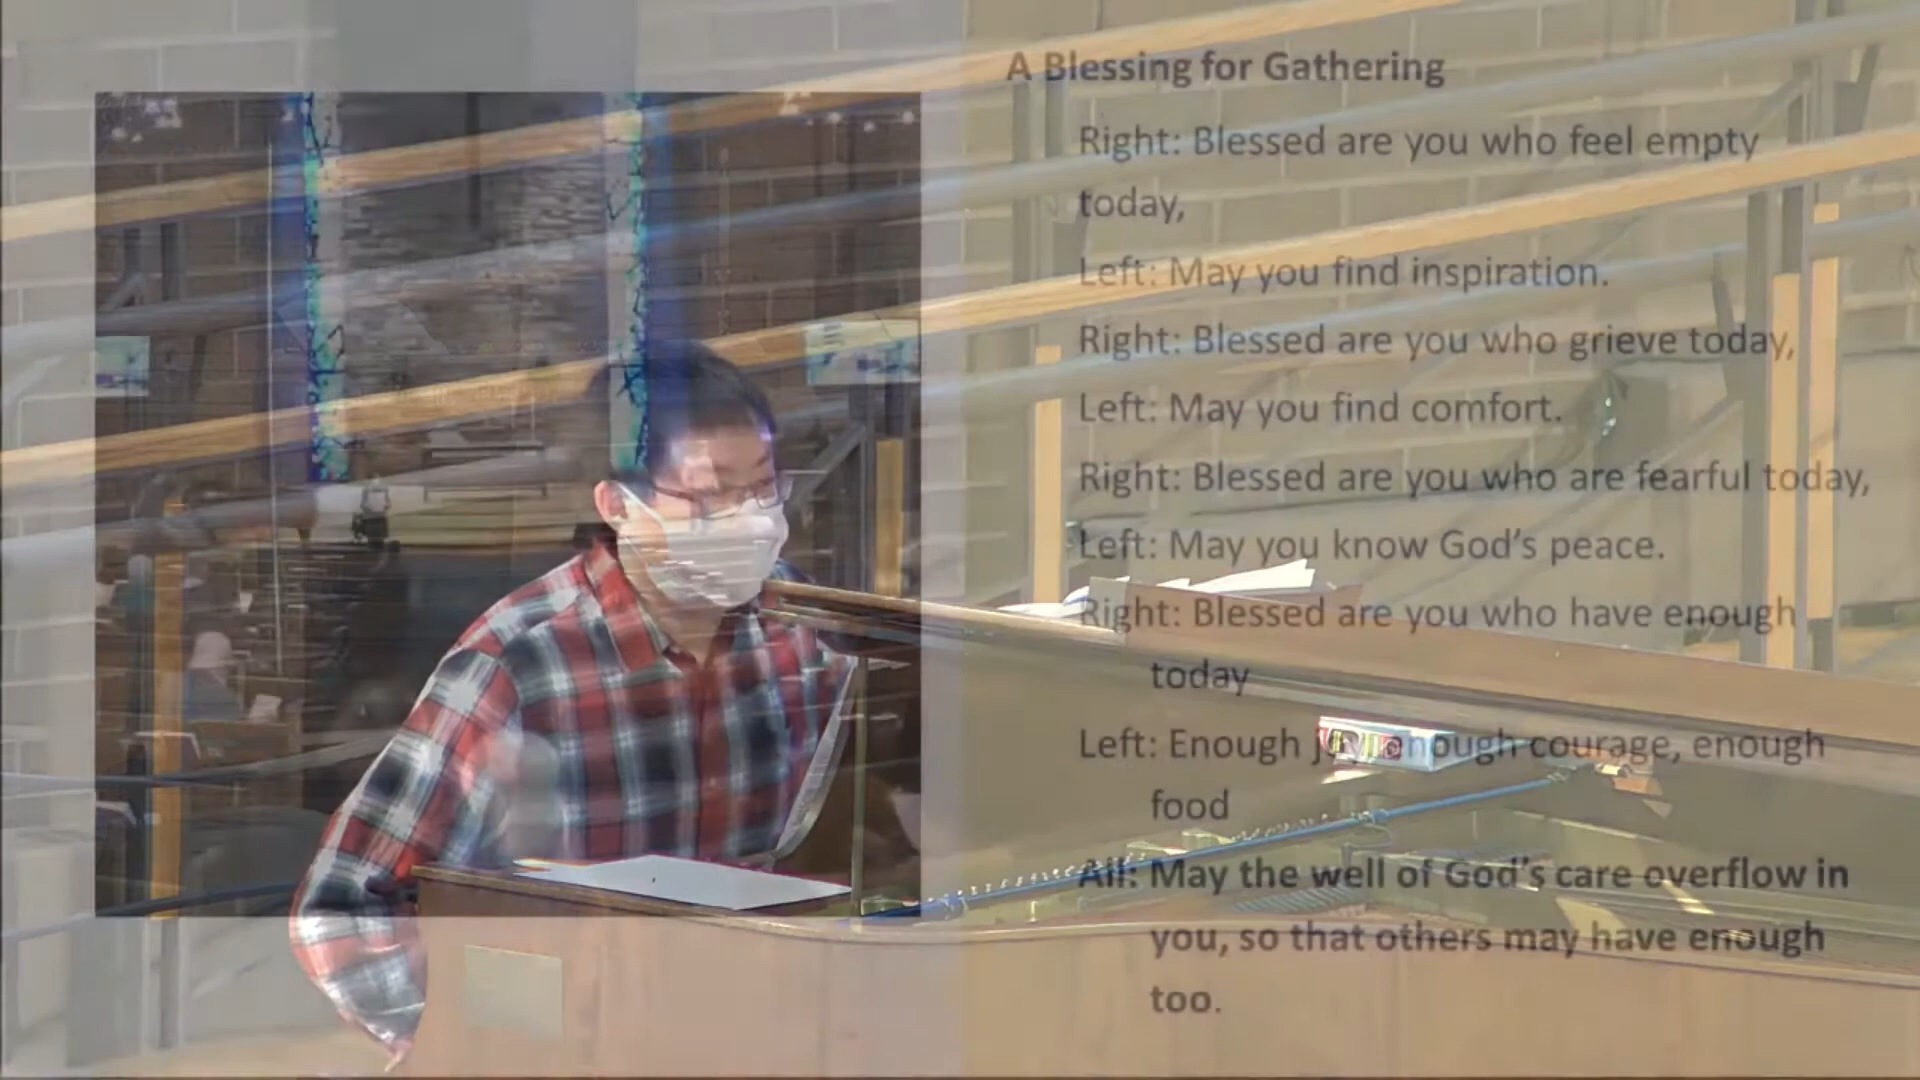 A Blessing for Gathering
Right: Blessed are you who feel empty
today,
Left: May you find inspiration.
Right: Blessed are you who grieve today,
Left: May you find comfort.
Right: Blessed are you who are fearful today,
Left: May you know God's peace.
Right: Blessed are you who have enough
today
Left: Enough enough courage, enough
food
All: May the well of God's care overflow in
you, so that others may have enough
too.